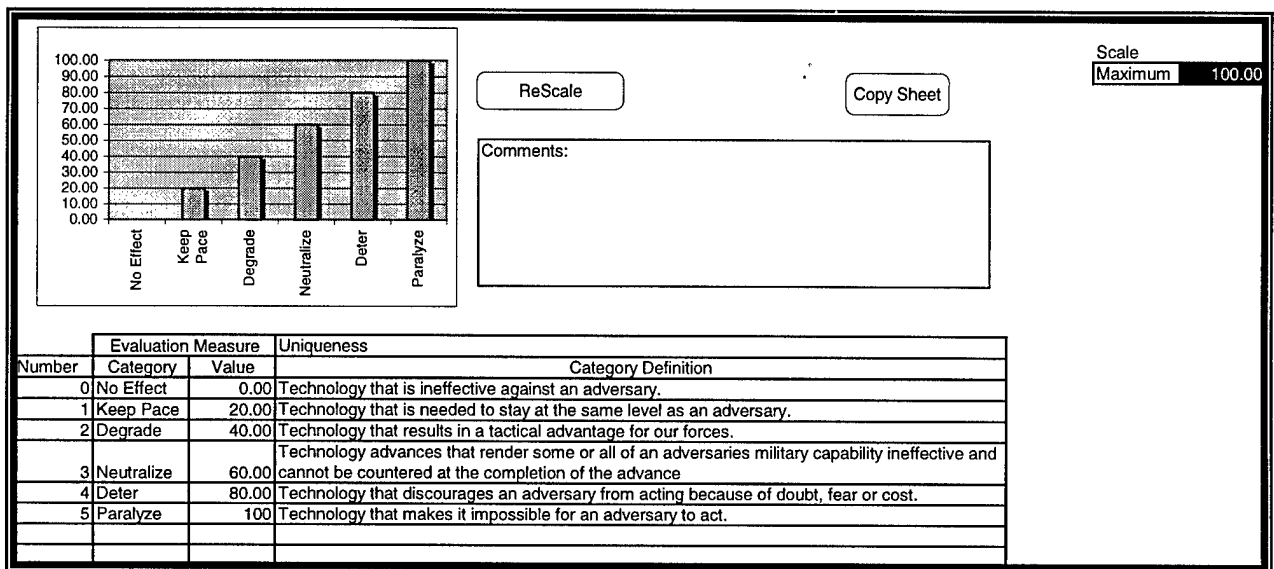 100.00
90.00
80.00
70.00
60.00
50.00
40.00
30.00
20.00
10.00
0.00
No Effect
Keep
Pace
Degrade
Neutralize
Deter
Paralyze
ReScale
Copy Sheet
Scale
Maximum 100.00
Comments:
Evaluation Measure Uniqueness
Number Category Value Category Definition
0 No Effect 0.00 Technology that is ineffective against an adversary.
1 Keep Pace 20.00 Technology that is needed to stay at the same level as an adversary.
2 Degrade 40.00 Technology that results in a tactical advantage for our forces.
Technology advances that render some or all of an adversaries military capability ineffective and
3 Neutralize 60.00 cannot be countered at the completion of the advance
4 Deter 80.00 Technology that discourages an adversary from acting because of doubt, fear or cost.
5 Paralyze 100 Technology that makes it impossible for an adversary to act.